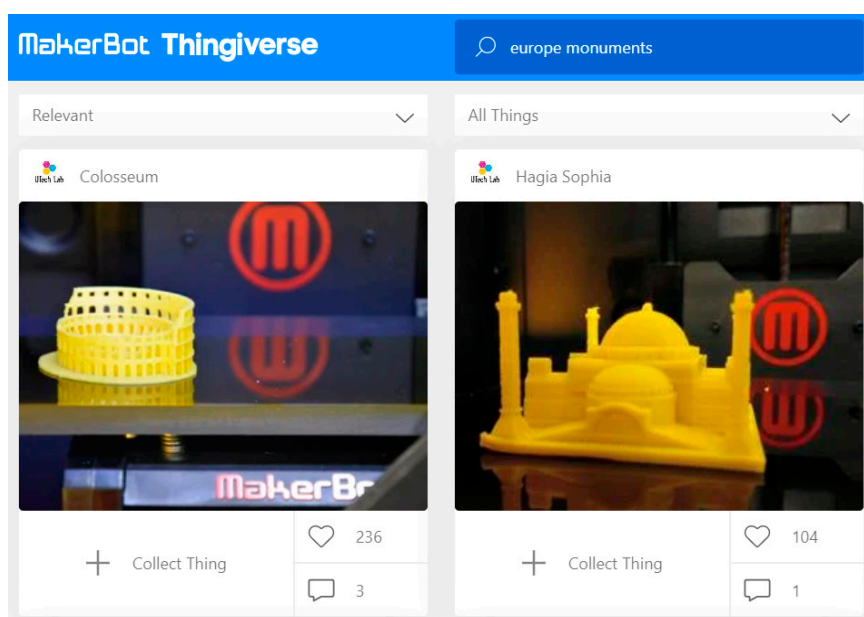 MakerBot Thingiverse
europe monuments
Relevant
All Things
UTech Lab
Colosseum
UTech Lab
Hagia Sophia
MakerBo
Collect Thing
236
3
Collect Thing
104
1